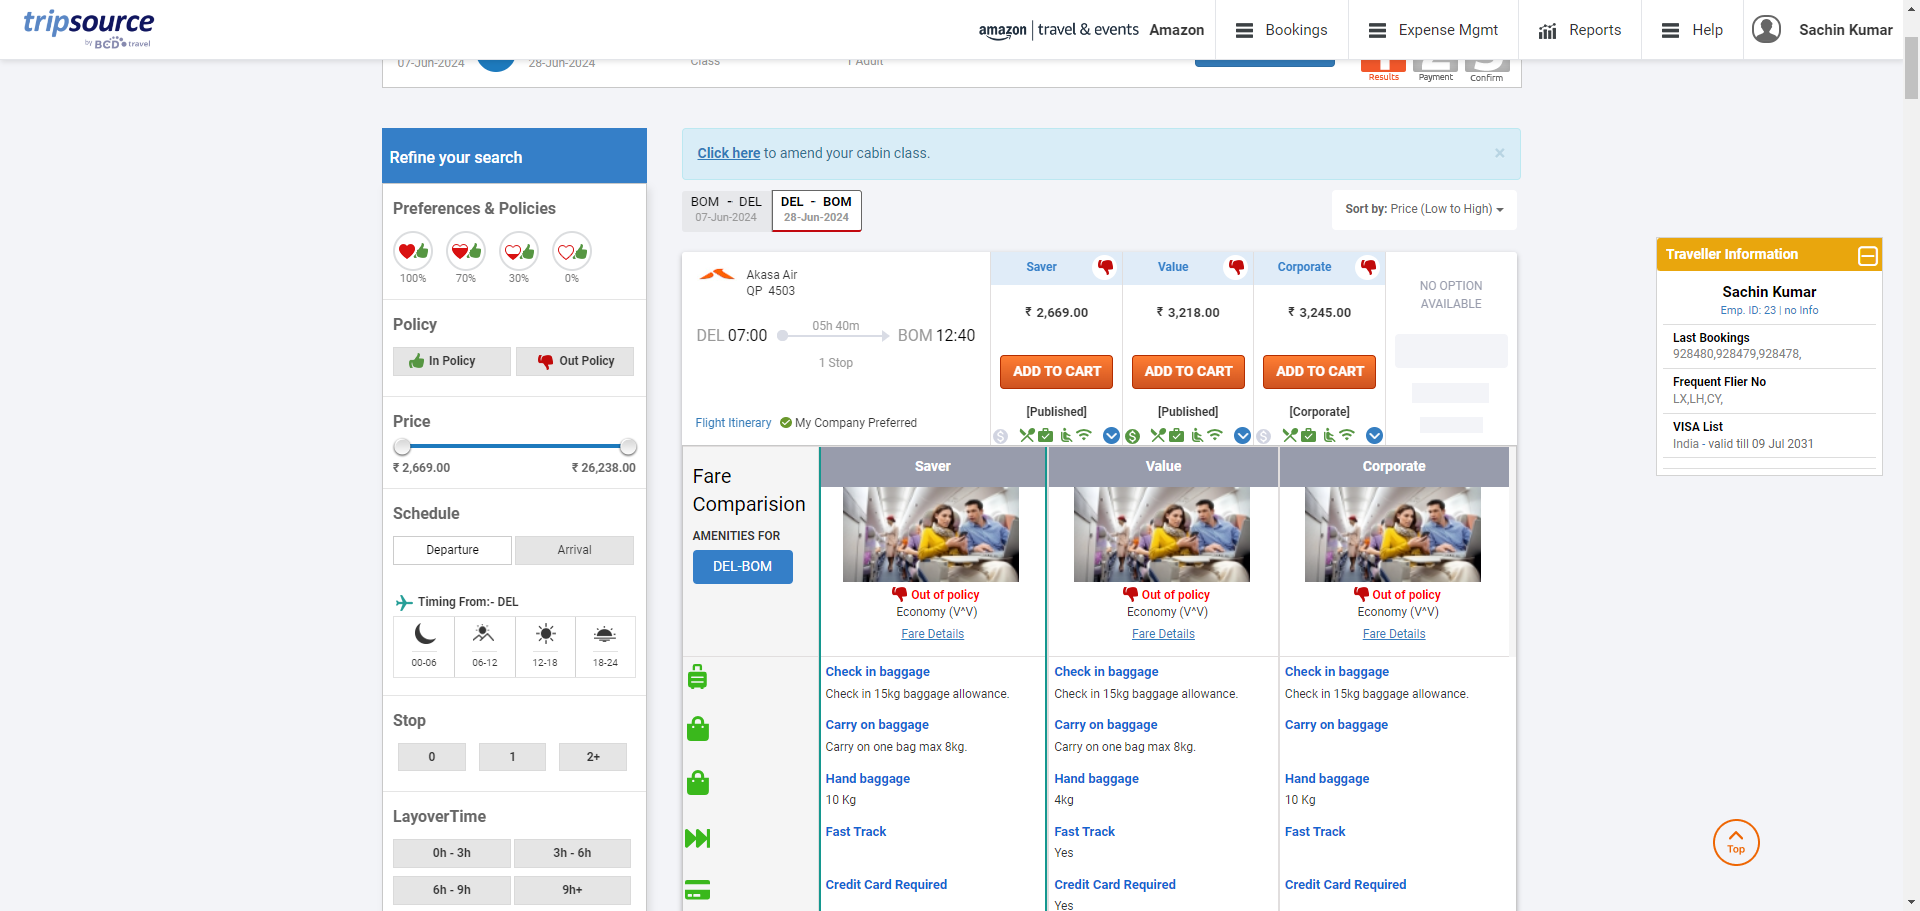 tripsource
by BCD travel
amazon | travel & events Amazon
Bookings
Expense Mgmt
Reports
Help
Sachin Kumar
07-Jun-2024
28-Jun-2024
Class
1 Adult
Results
Payment
Confirm
Refine your search
Preferences & Policies
100%
70%
30%
0%
Policy
In Policy
Out Policy
Price
₹ 2,669.00
₹ 26,238.00
Schedule
Departure
Arrival
Timing From:- DEL
00-06
06-12
12-18
18-24
Stop
0
1
2+
LayoverTime
0h - 3h
3h - 6h
6h - 9h
9h+
Click here to amend your cabin class.
×
BOM - DEL
07-Jun-2024
DEL - BOM
28-Jun-2024
Sort by: Price (Low to High)
Akasa Air
QP 4503
DEL 07:00
05h 40m
BOM 12:40
1 Stop
Flight Itinerary
My Company Preferred
Saver
₹ 2,669.00
ADD TO CART
[Published]
Value
₹ 3,218.00
ADD TO CART
[Published]
Corporate
₹ 3,245.00
ADD TO CART
[Corporate]
NO OPTION
AVAILABLE
Fare
Comparision
AMENITIES FOR
DEL-BOM
Saver
Out of policy
Economy (V^V)
Fare Details
Check in baggage
Check in 15kg baggage allowance.
Carry on baggage
Carry on one bag max 8kg.
Hand baggage
10 Kg
Fast Track
Credit Card Required
Value
Out of policy
Economy (V^V)
Fare Details
Check in baggage
Check in 15kg baggage allowance.
Carry on baggage
Carry on one bag max 8kg.
Hand baggage
4kg
Fast Track
Yes
Credit Card Required
Yes
Corporate
Out of policy
Economy (V^V)
Fare Details
Check in baggage
Check in 15kg baggage allowance.
Carry on baggage
Hand baggage
10 Kg
Fast Track
Credit Card Required
Traveller Information
Sachin Kumar
Emp. ID: 23 | no Info
Last Bookings
928480,928479,928478,
Frequent Flier No
LX,LH,CY,
VISA List
India - valid till 09 Jul 2031
Top